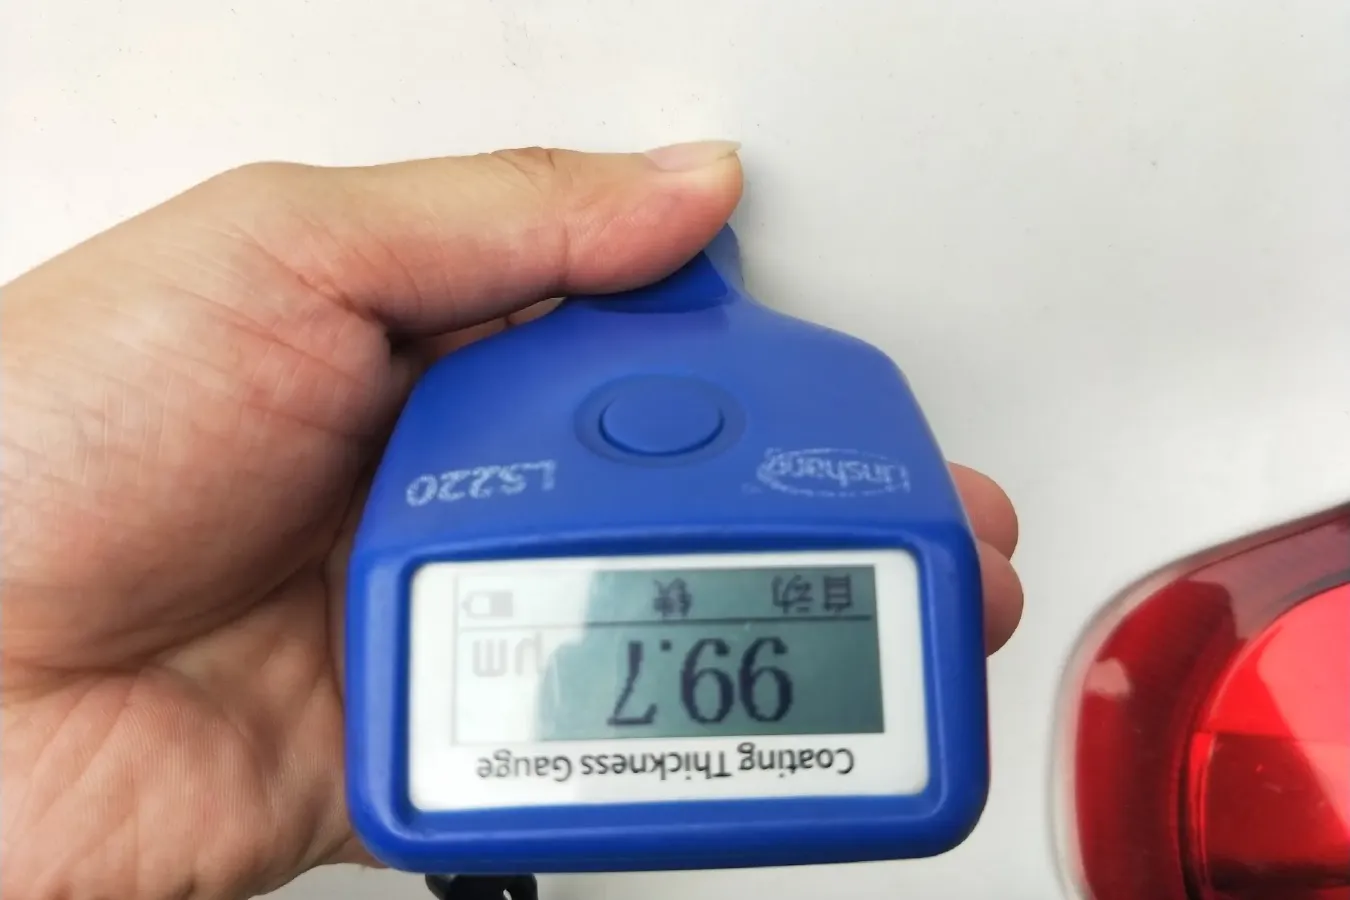 Coating Thickness Gauge
99.7 μm
自动 铁
Linshang LS220